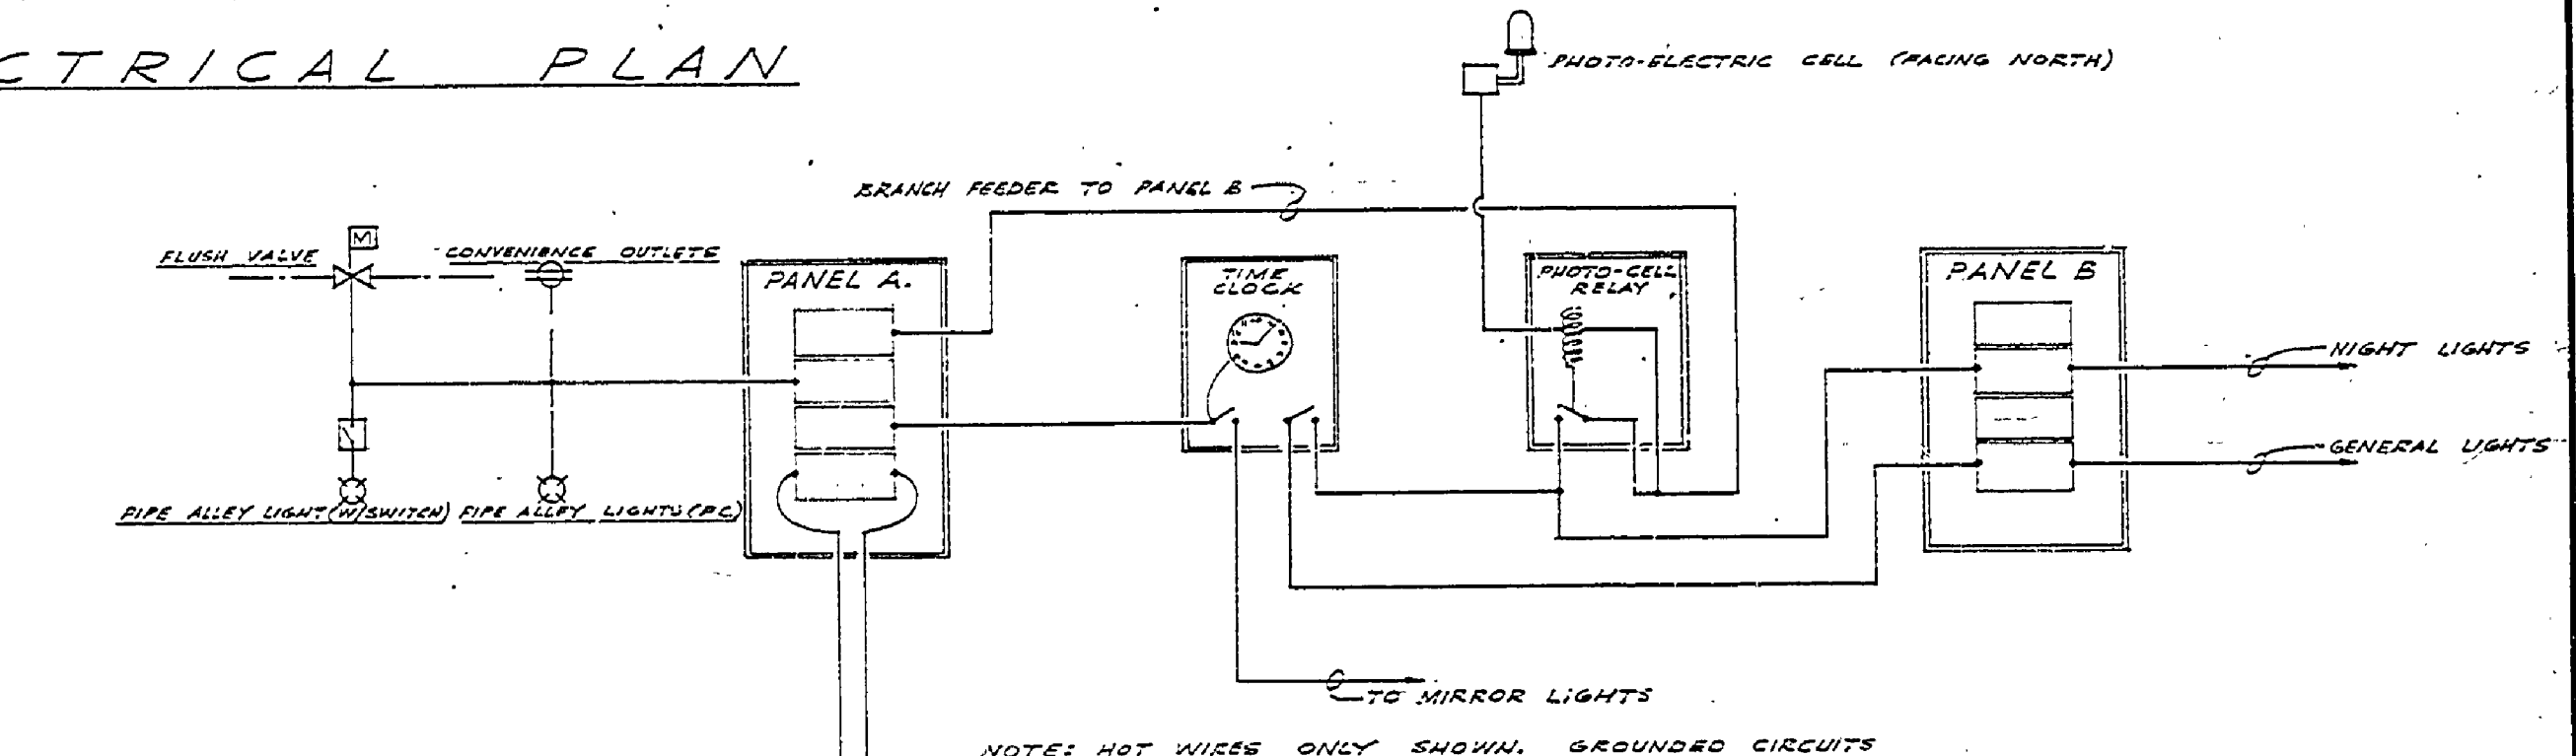 CTRICAL PLAN
PHOTO-ELECTRIC CELL (FACING NORTH)
BRANCH FEEDER TO PANEL B
FLUSH VALVE
M
CONVENIENCE OUTLETS
PANEL A.
TIME
CLOCK
PHOTO-CELL
RELAY
PANEL B
NIGHT LIGHTS
GENERAL LIGHTS
PIPE ALLEY LIGHT (W/SWITCH)
PIPE ALLEY LIGHTS (P.C.)
TO MIRROR LIGHTS
NOTE: HOT WIRES ONLY SHOWN. GROUNDED CIRCUITS